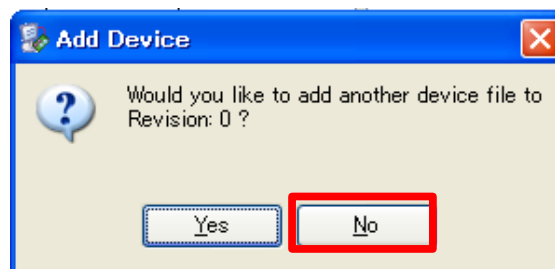 Add Device
Would you like to add another device file to
Revision: 0 ?
Yes
No